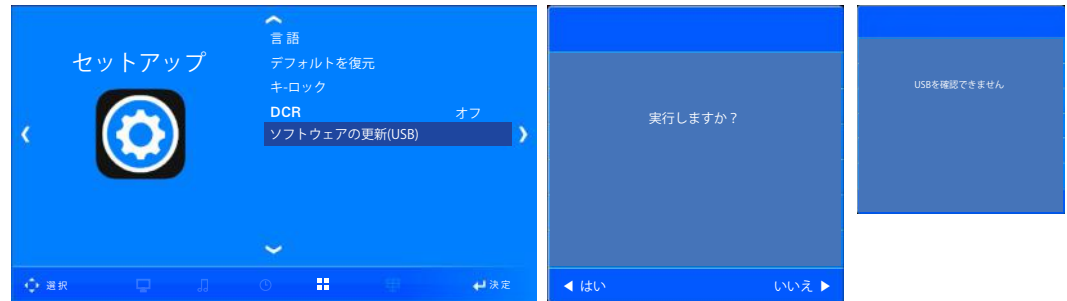 セットアップ
言語
デフォルトを復元
キ-ロック
DCR オフ
ソフトウェアの更新(USB)
選択
決定
実行しますか？
はい
いいえ
USBを確認できません